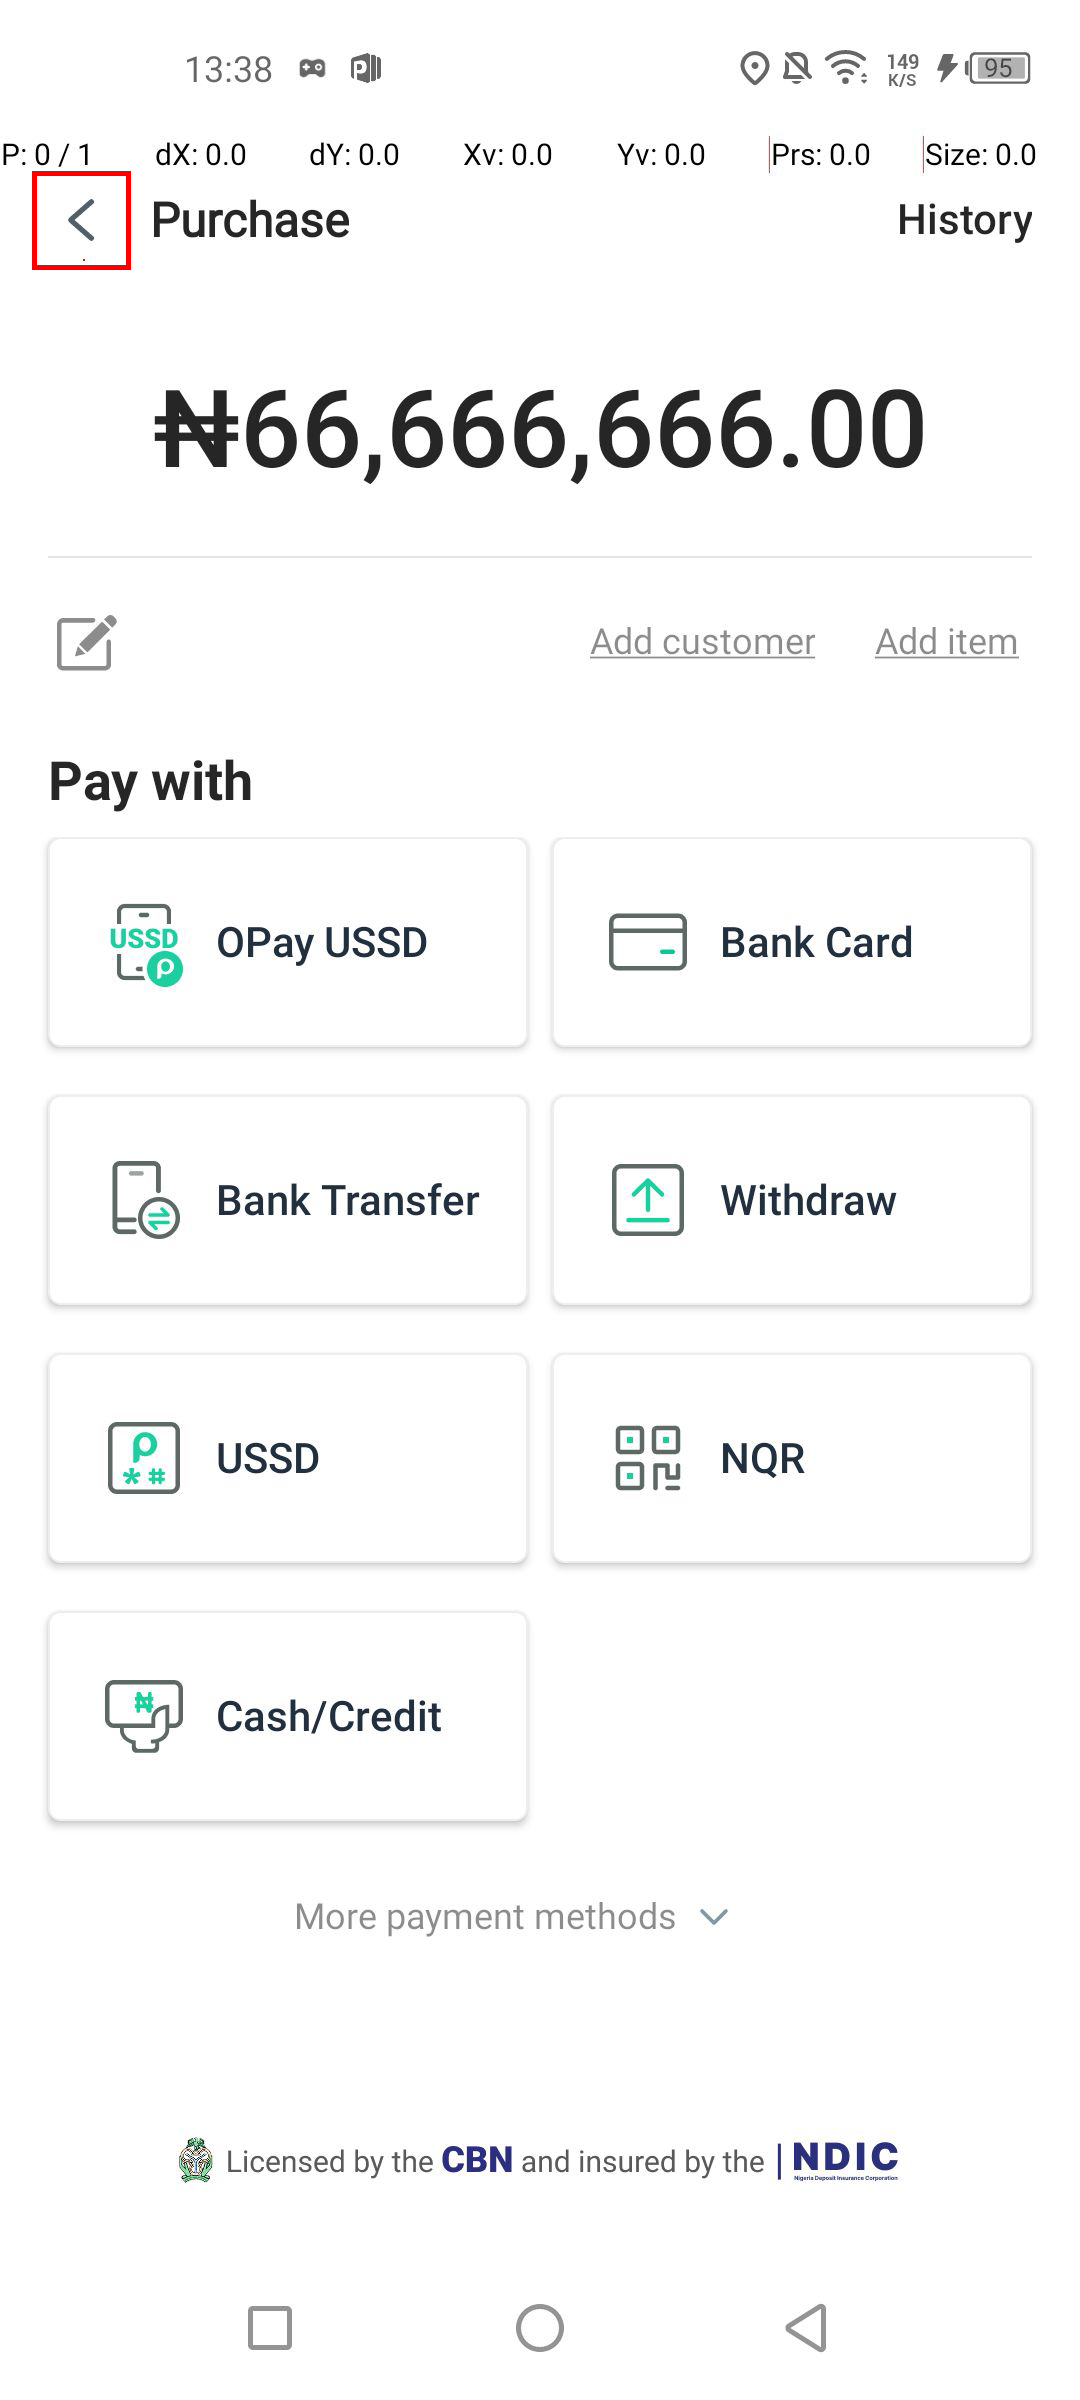 13:38 149 K/S 95
P: 0 / 1 dX: 0.0 dY: 0.0 Xv: 0.0 Yv: 0.0 Prs: 0.0 Size: 0.0
Purchase History
₦66,666,666.00
Add customer Add item
Pay with
USSD OPay USSD Bank Card
Bank Transfer Withdraw
USSD NQR
Cash/Credit
More payment methods
Licensed by the CBN and insured by the | NDIC
Nigeria Deposit Insurance Corporation